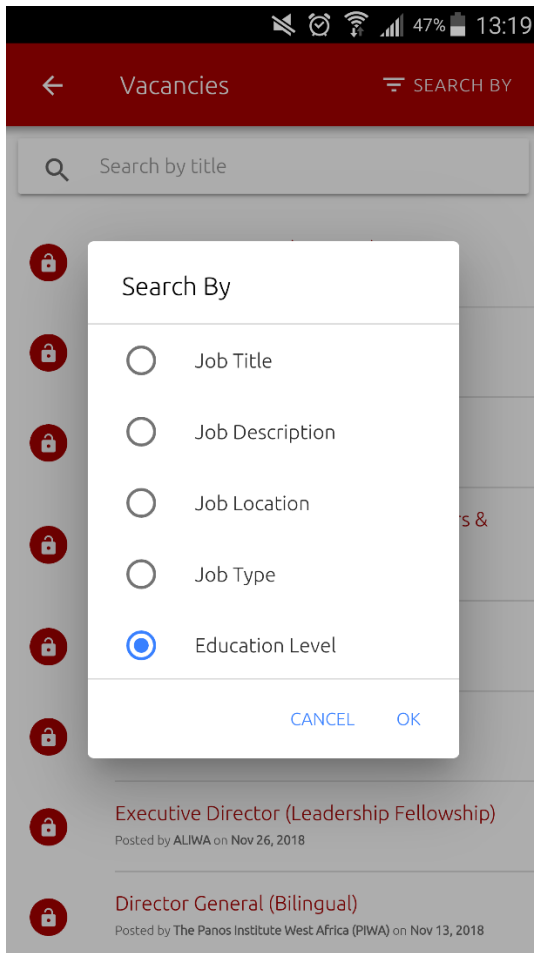 47% 13:19
Vacancies SEARCH BY
Search by title
Search By
Job Title
Job Description
Job Location
rs &
Job Type
Education Level
CANCEL OK
Executive Director (Leadership Fellowship)
Posted by ALIWA on Nov 26, 2018
Director General (Bilingual)
Posted by The Panos Institute West Africa (PIWA) on Nov 13, 2018